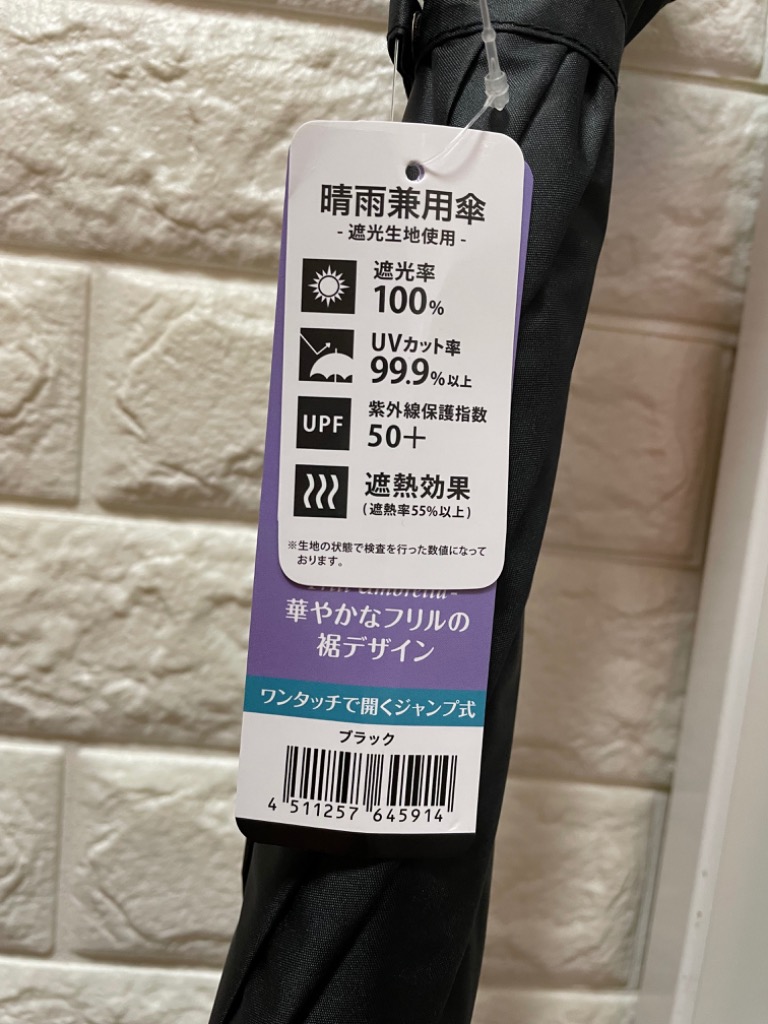 晴雨兼用傘
- 遮光生地使用 -
遮光率
100%
UVカット率
99.9%以上
UPF
紫外線保護指数
50+
遮熱効果
(遮熱率55%以上)
※生地の状態で検査を行った数値になって
おります。
華やかなフリルの
裾デザイン
ワンタッチで開くジャンプ式
ブラック
4 511257 645914